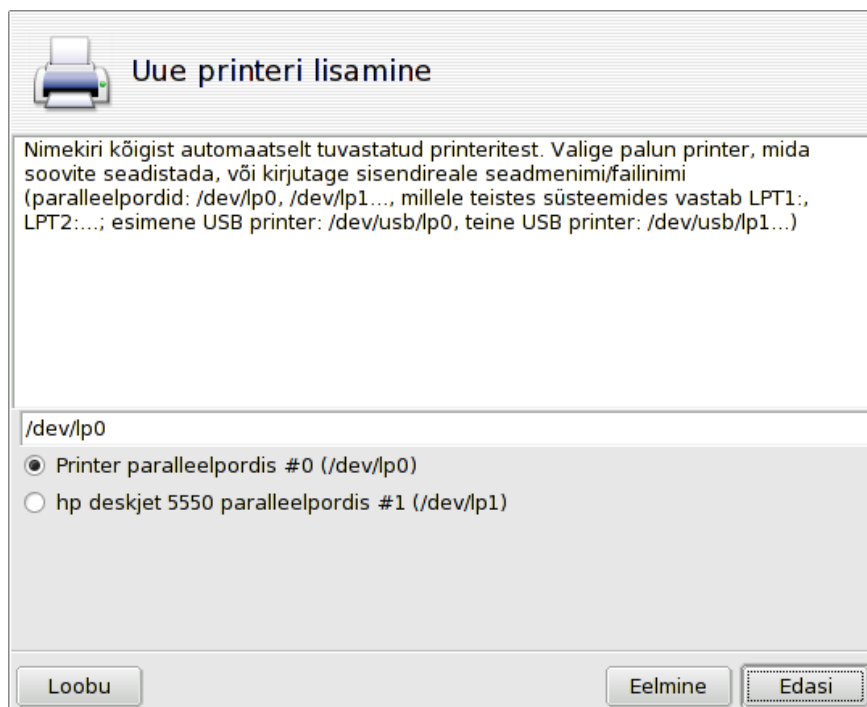 Uue printeri lisamine
Nimekiri kõigist automaatselt tuvastatud printeritest. Valige palun printer, mida
soovite seadistada, või kirjutage sisendireale seadmenimi/failinimi
(paralleelpordid: /dev/lp0, /dev/lp1..., millele teistes süsteemides vastab LPT1:,
LPT2:...; esimene USB printer: /dev/usb/lp0, teine USB printer: /dev/usb/lp1...)
/dev/lp0
Printer paralleelpordis #0 (/dev/lp0)
hp deskjet 5550 paralleelpordis #1 (/dev/lp1)
Loobu Eelmine Edasi